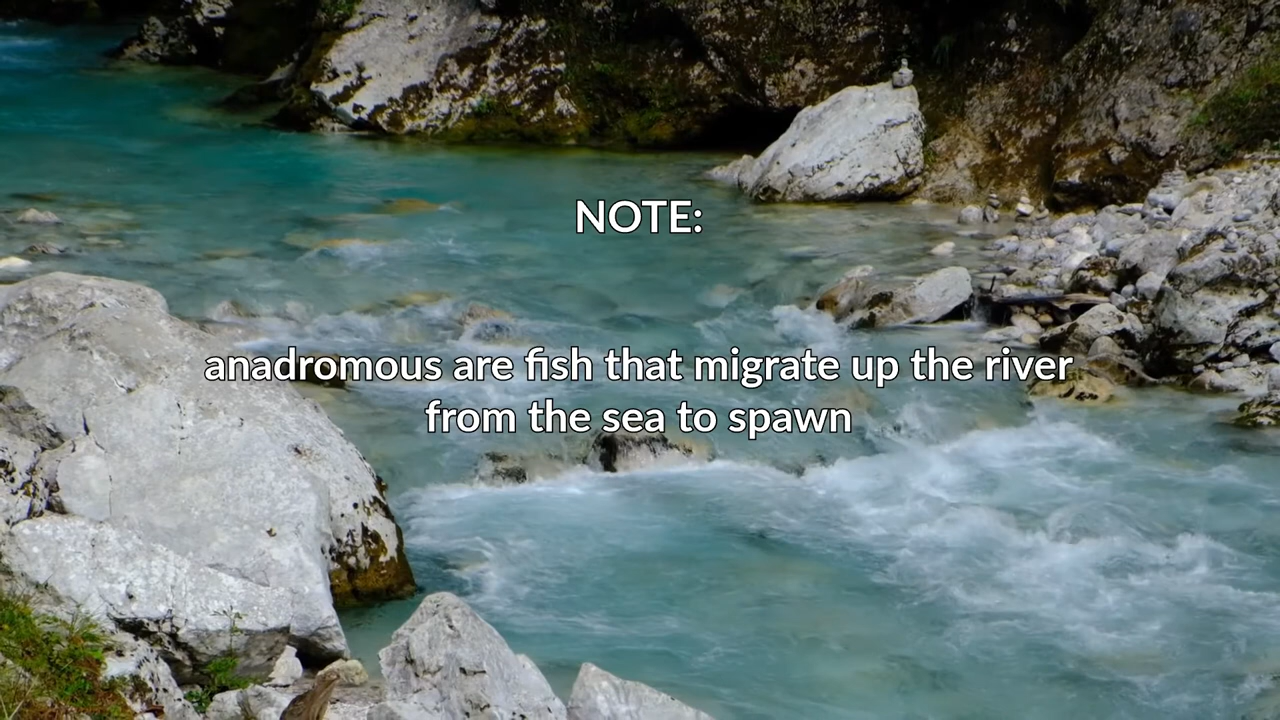 NOTE:
anadromous are fish that migrate up the river
from the sea to spawn